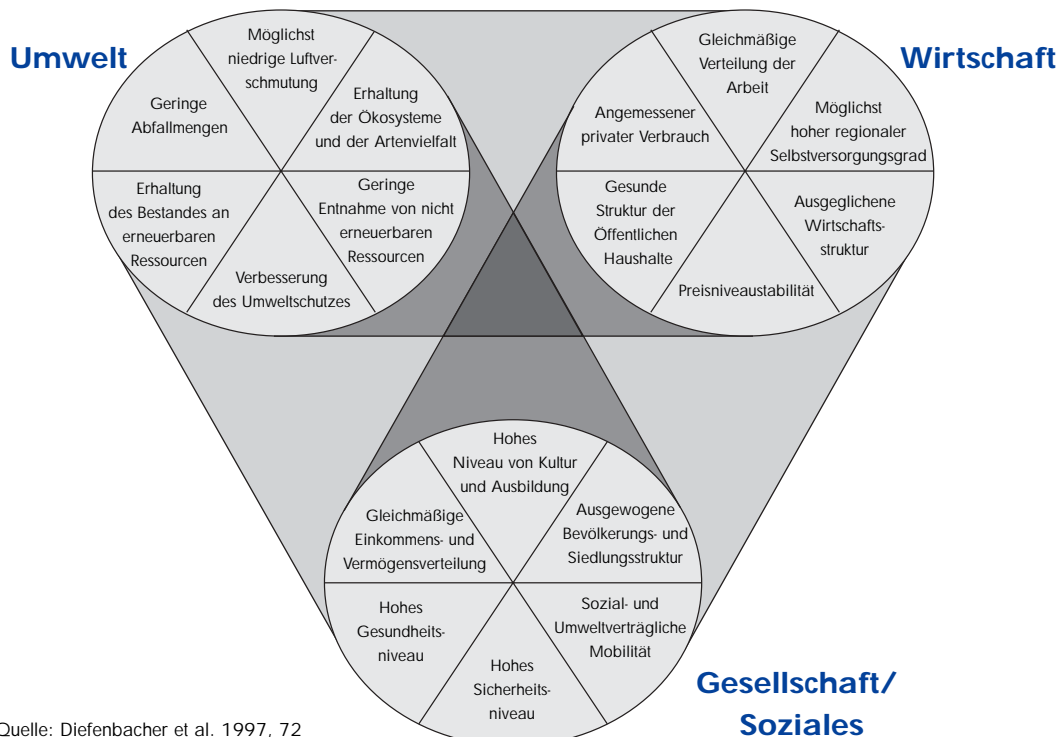 Umwelt
Möglichst
niedrige Luftver-
schmutung
Erhaltung
der Ökosysteme
und der Artenvielfalt
Geringe
Abfallmengen
Erhaltung
des Bestandes an
erneuerbaren
Ressourcen
Geringe
Entnahme von nicht
erneuerbaren
Ressourcen
Verbesserung
des Umweltschutzes
Wirtschaft
Gleichmäßige
Verteilung der
Arbeit
Angemessener
privater Verbrauch
Möglichst
hoher regionaler
Selbstversorgungsgrad
Gesunde
Struktur der
Öffentlichen
Haushalte
Ausgeglichene
Wirtschafts-
struktur
Preisniveaustabilität
Hohes
Niveau von Kultur
und Ausbildung
Gleichmäßige
Einkommens- und
Vermögensverteilung
Ausgewogene
Bevölkerungs- und
Siedlungsstruktur
Hohes
Gesundheits-
niveau
Sozial- und
Umweltverträgliche
Mobilität
Hohes
Sicherheits-
niveau
Gesellschaft/
Soziales
Quelle: Diefenbacher et al. 1997, 72